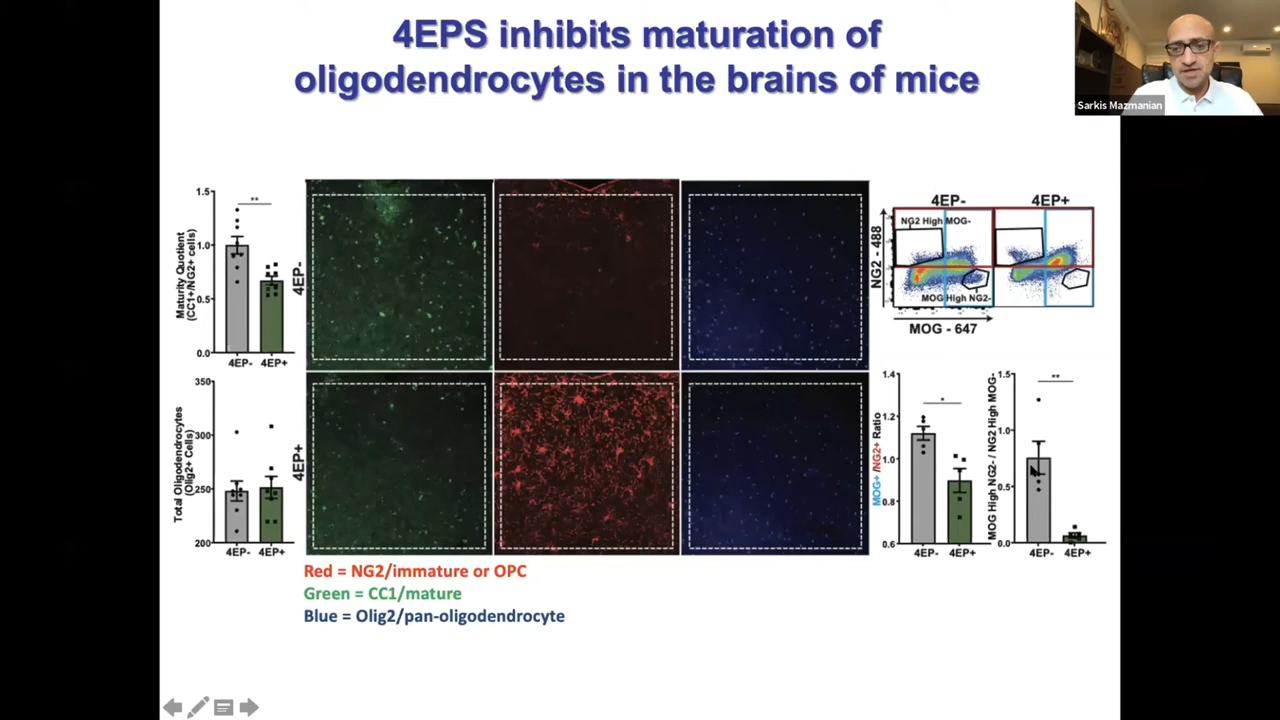 4EPS inhibits maturation of
oligodendrocytes in the brains of mice
Sarkis Mazmanian
Maturity Quotient
(CC1+/NG2+ cells)
1.5
1.0
0.5
0.0
**
4EP-
4EP+
Total Oligodendrocytes
(Olig2+ Cells)
350
300
250
200
4EP-
4EP+
4EP-
4EP+
4EP-
4EP+
NG2 High MOG-
MOG High NG2-
NG2 - 488
MOG - 647
MOG+ /NG2+ Ratio
1.4
1.2
1.0
0.8
0.6
*
4EP-
4EP+
MOG High NG2- / NG2 High MOG-
1.5
1.0
0.5
0.0
**
4EP-
4EP+
Red = NG2/immature or OPC
Green = CC1/mature
Blue = Olig2/pan-oligodendrocyte